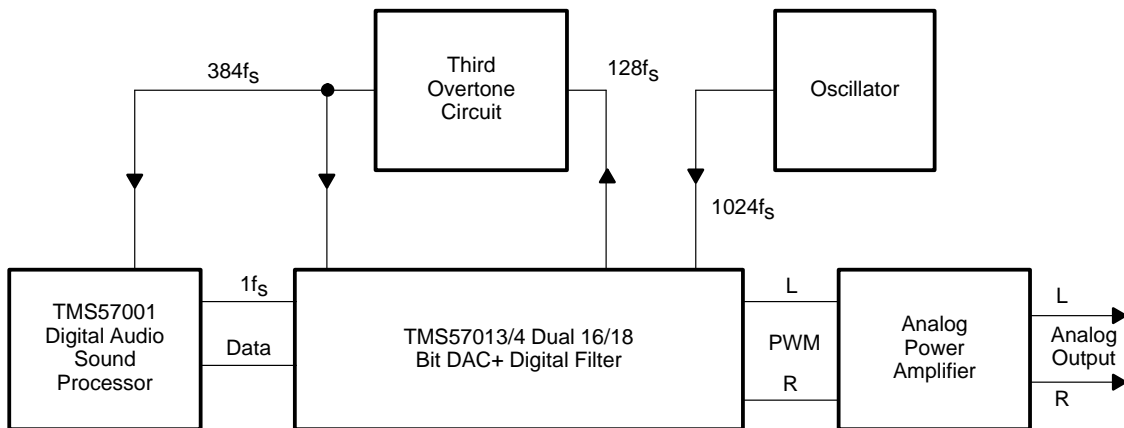 384fS
Third
Overtone
Circuit
128fS
Oscillator
1024fS
TMS57001
Digital Audio
Sound
Processor
1fS
Data
TMS57013/4 Dual 16/18
Bit DAC+ Digital Filter
L
PWM
R
Analog
Power
Amplifier
L
Analog
Output
R